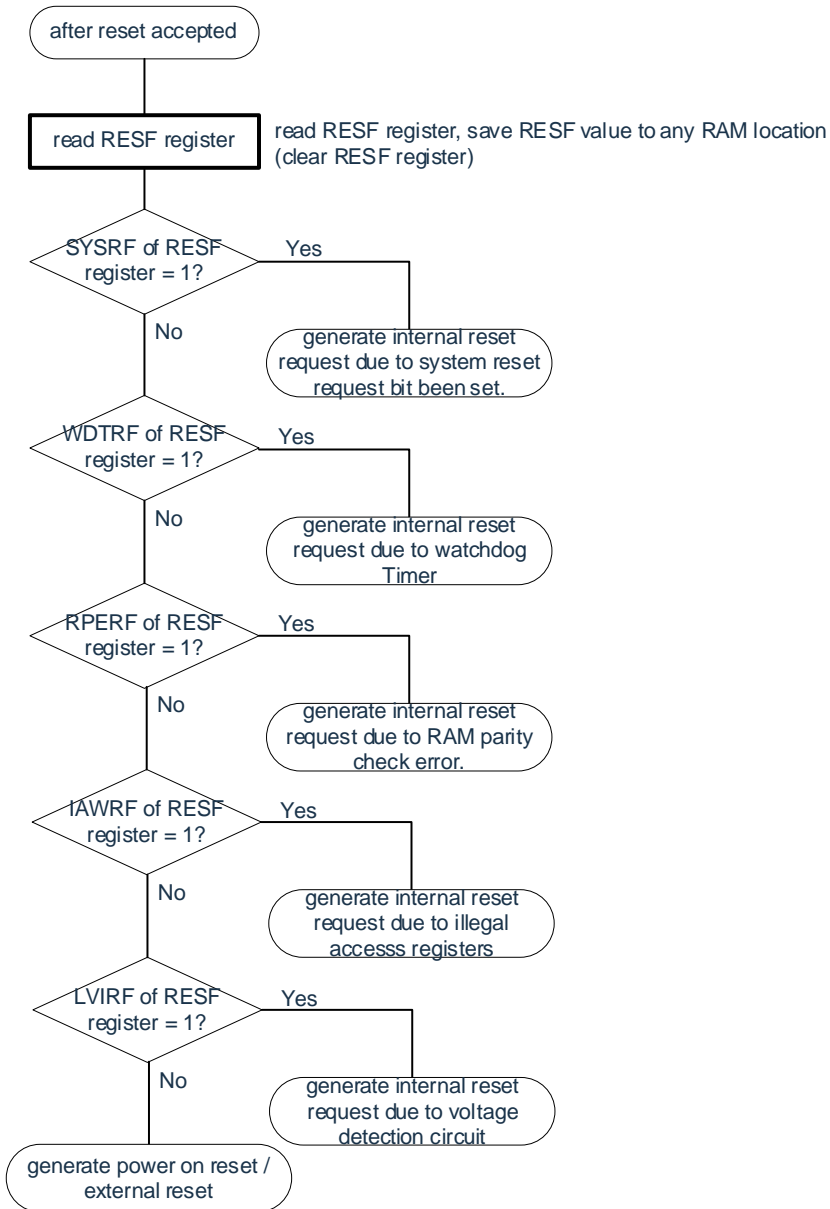 after reset accepted
read RESF register
read RESF register, save RESF value to any RAM location
(clear RESF register)
SYSRF of RESF
register = 1?
Yes
No
generate internal reset
request due to system reset
request bit been set.
WDTRF of RESF
register = 1?
Yes
No
generate internal reset
request due to watchdog
Timer
RPERF of RESF
register = 1?
Yes
No
generate internal reset
request due to RAM parity
check error.
IAWRF of RESF
register = 1?
Yes
No
generate internal reset
request due to illegal
accesss registers
LVIRF of RESF
register = 1?
Yes
No
generate internal reset
request due to voltage
detection circuit
generate power on reset /
external reset